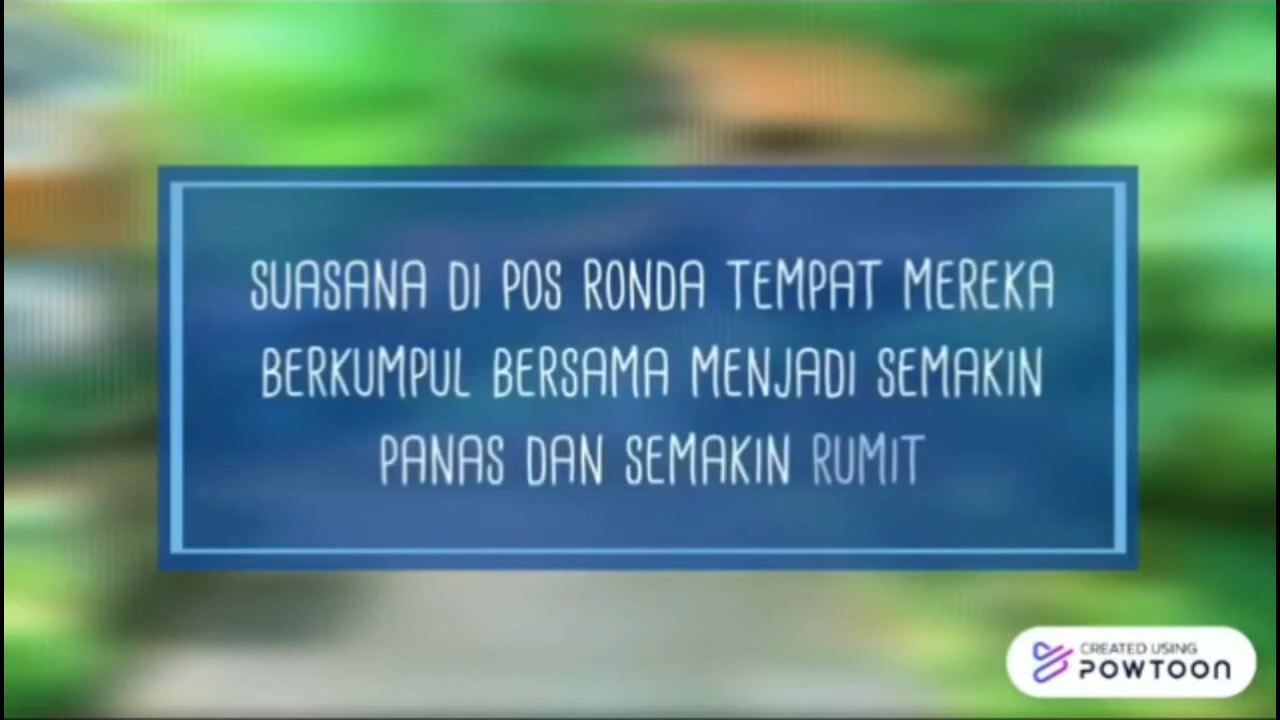 SUASANA DI POS RONDA TEMPAT MEREKA
BERKUMPUL BERSAMA MENJADI SEMAKIN
PANAS DAN SEMAKIN RUMIT
CREATED USING
POWTOON